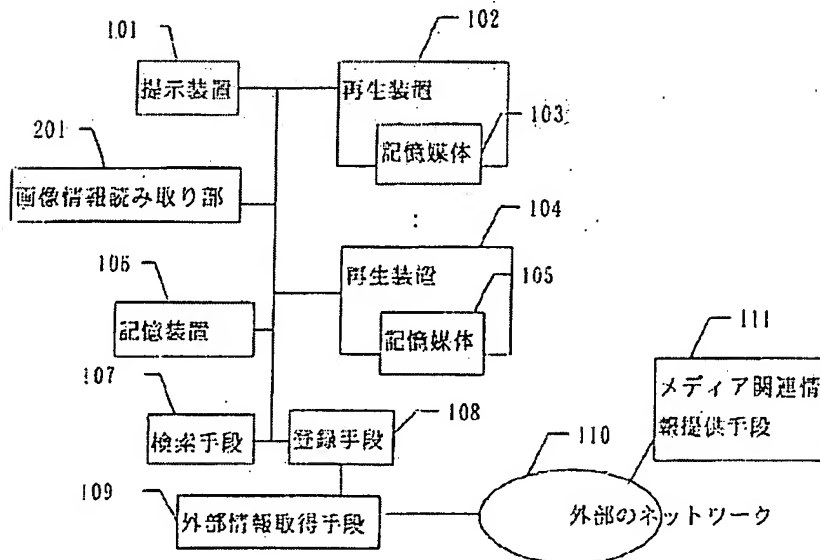 101
102
提示装置
再生装置
103
記憶媒体
201
画像情報読み取り部
:
104
再生装置
105
記憶媒体
106
記憶装置
111
メディア関連情
報提供手段
107
検索手段
登録手段
108
110
外部のネットワーク
109
外部情報取得手段